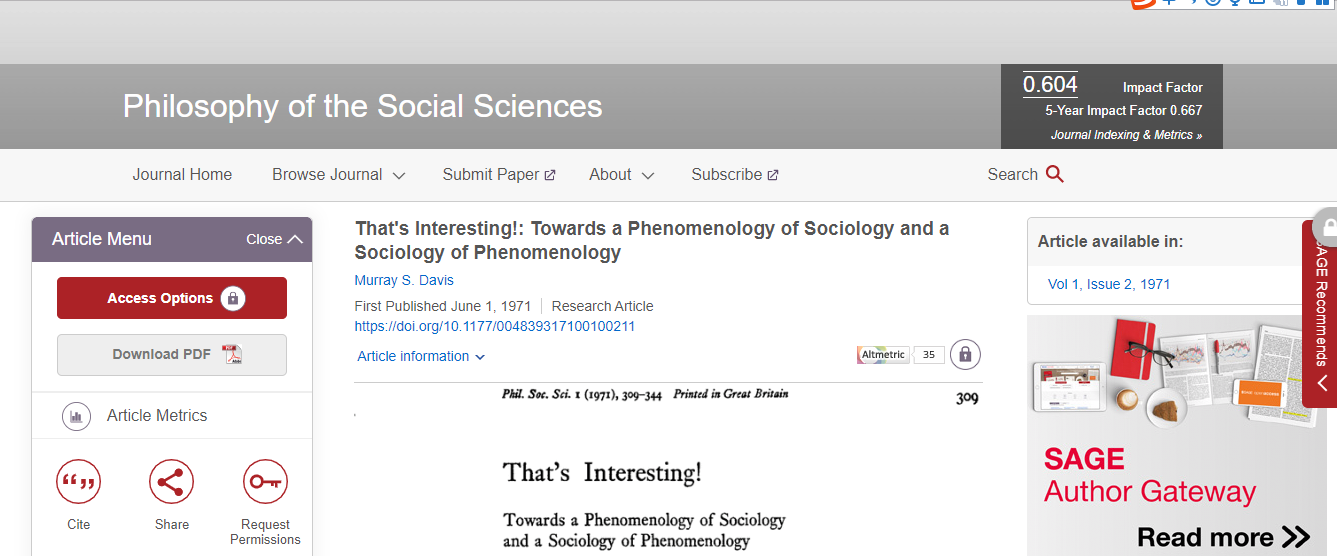 Philosophy of the Social Sciences
0.604 Impact Factor
5-Year Impact Factor 0.667
Journal Indexing & Metrics »
Journal Home Browse Journal Submit Paper About Subscribe Search
Article Menu Close
Access Options
Download PDF
Article Metrics
Cite Share Request Permissions
That's Interesting!: Towards a Phenomenology of Sociology and a
Sociology of Phenomenology
Murray S. Davis
First Published June 1, 1971 Research Article
https://doi.org/10.1177/004839317100100211
Article information
Altmetric 35
Phil. Soc. Sci. 1 (1971), 309–344 Printed in Great Britain 309
That's Interesting!
Towards a Phenomenology of Sociology
and a Sociology of Phenomenology
Article available in:
Vol 1, Issue 2, 1971
SAGE Recommends
SAGE
Author Gateway
Read more